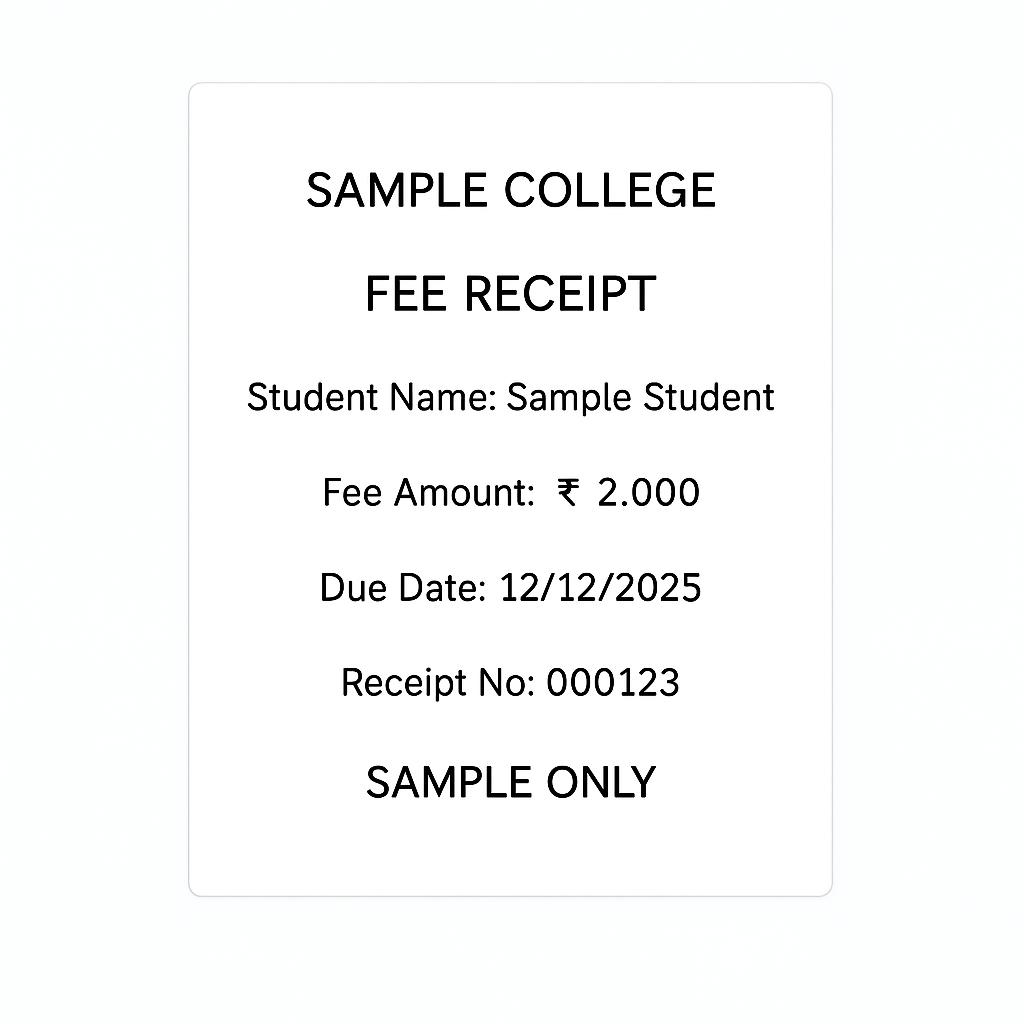 SAMPLE COLLEGE
FEE RECEIPT
Student Name: Sample Student
Fee Amount: ₹ 2.000
Due Date: 12/12/2025
Receipt No: 000123
SAMPLE ONLY